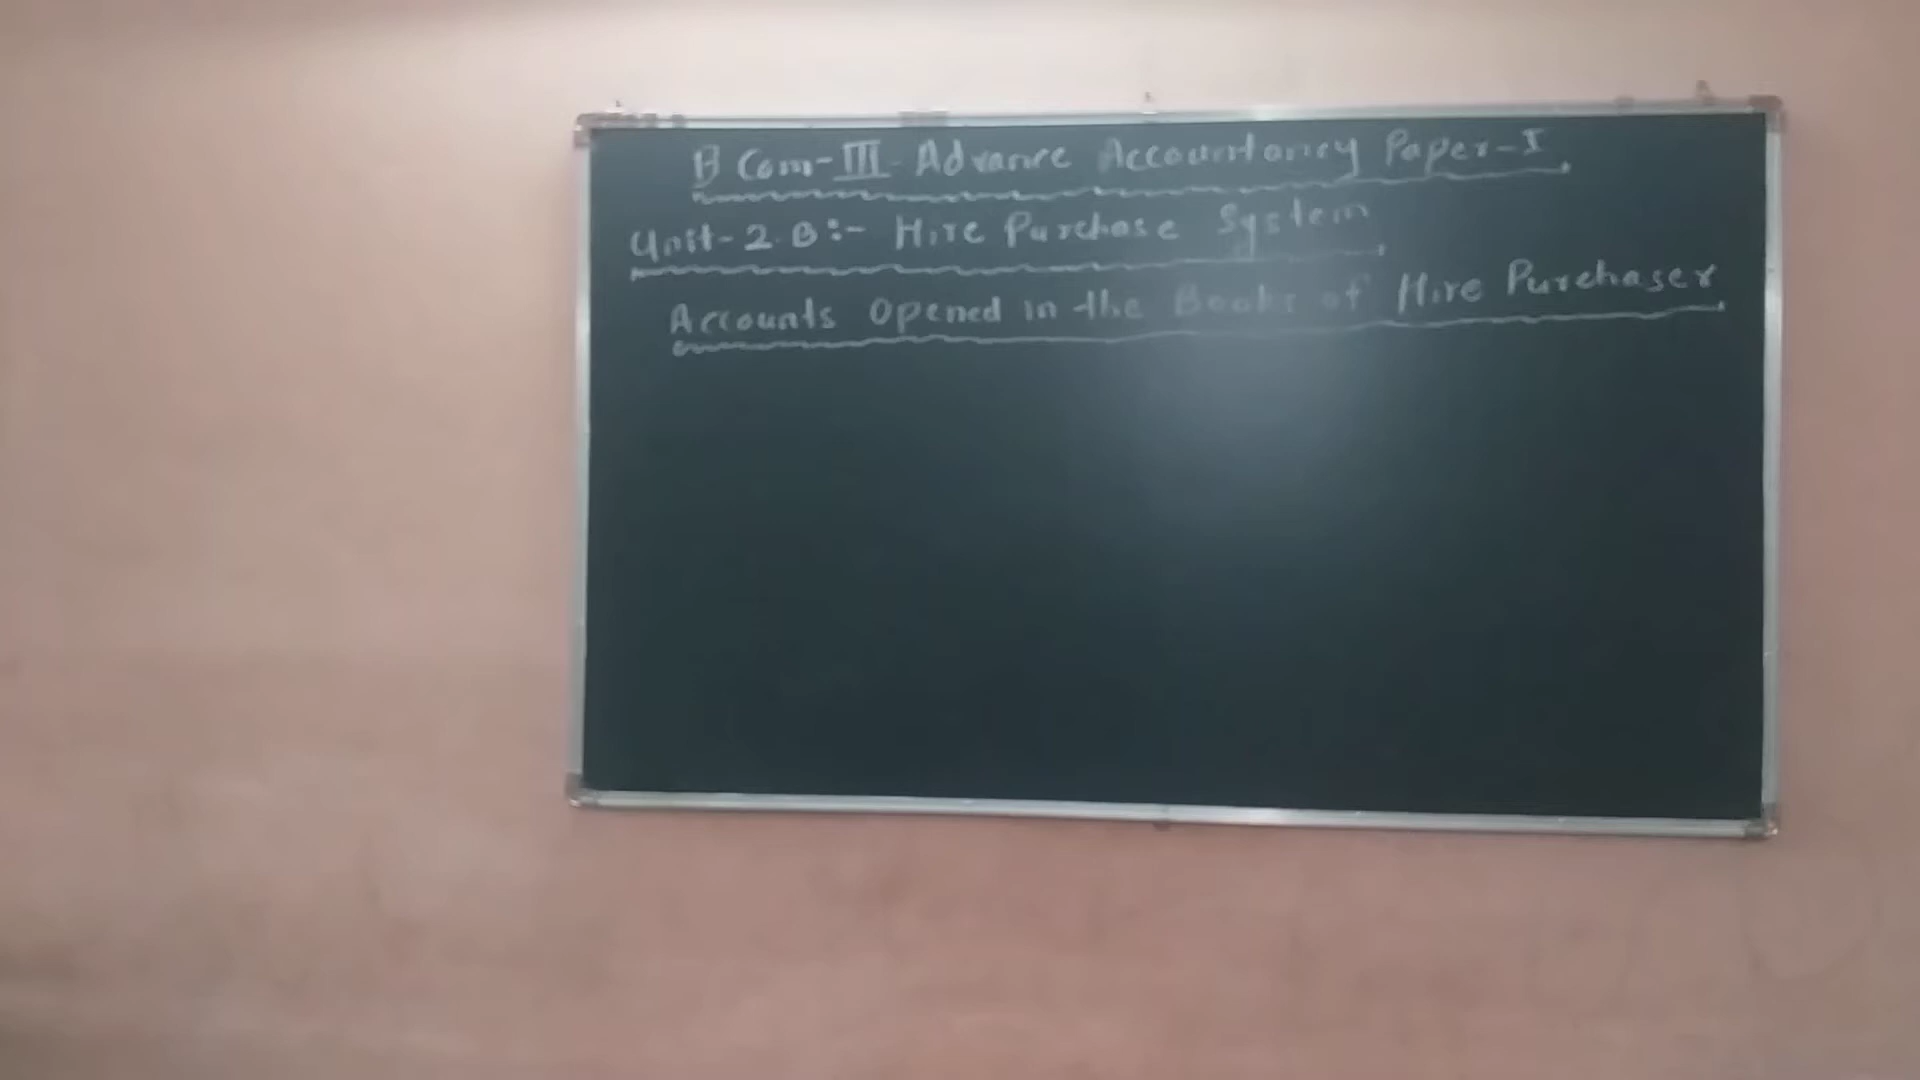 B Com-III - Advance Accountancy Paper-I
Unit-2.B:- Hire Purchase System
Accounts Opened in the Books of Hire Purchaser